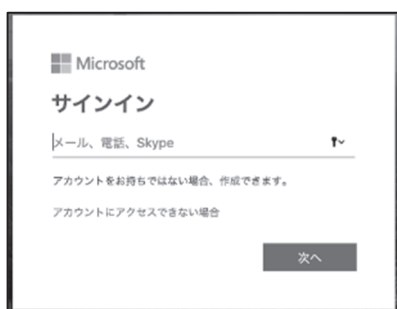 Microsoft
サインイン
メール、電話、Skype
アカウントをお持ちではない場合、作成できます。
アカウントにアクセスできない場合
次へ